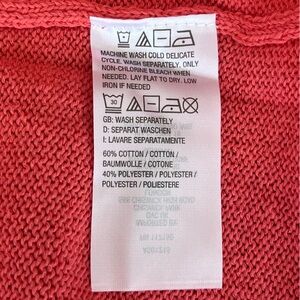 MACHINE WASH COLD DELICATE
CYCLE. WASH SEPARATELY. ONLY
NON-CHLORINE BLEACH WHEN
NEEDED. LAY FLAT TO DRY. LOW
IRON IF NEEDED
30
GB: WASH SEPARATELY
D: SEPARAT WASCHEN
I: LAVARE SEPARATAMENTE
60% COTTON / COTTON /
BAUMWOLLE / COTONE
40% POLYESTER / POLYESTER /
POLYESTER / POLIESTERE